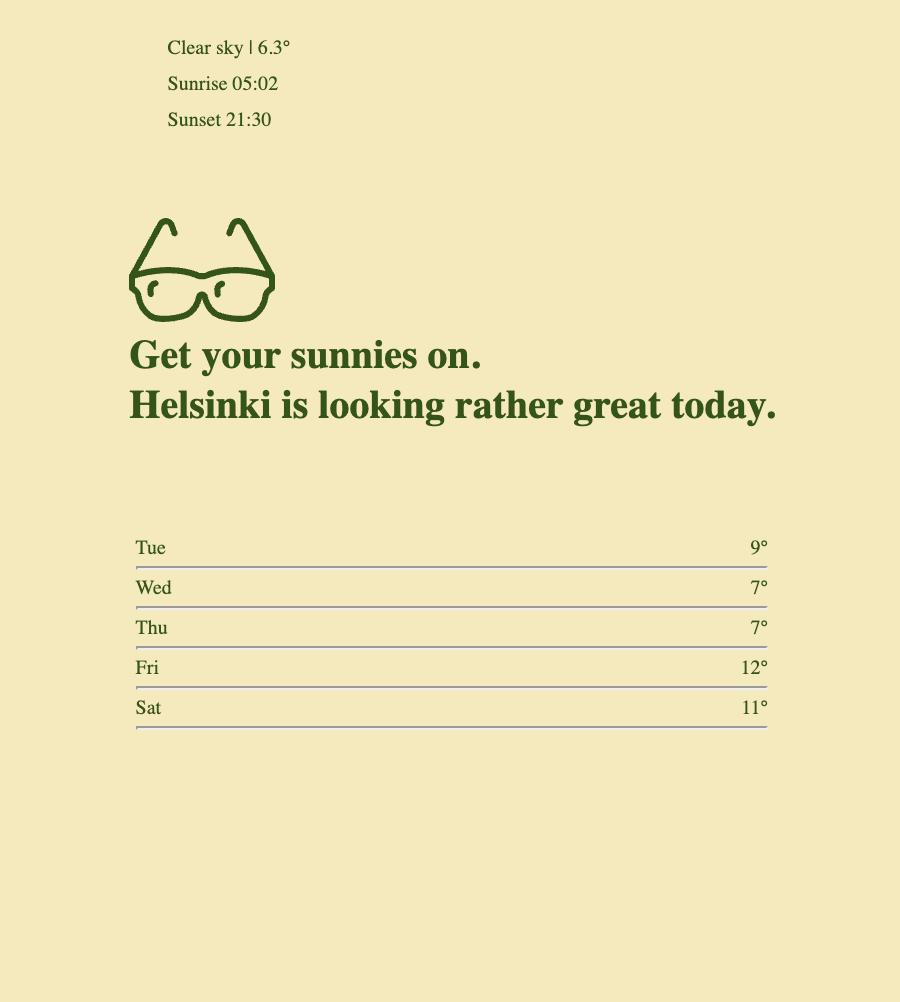 Clear sky | 6.3°
Sunrise 05:02
Sunset 21:30
Get your sunnies on.
Helsinki is looking rather great today.
Tue 9°
Wed 7°
Thu 7°
Fri 12°
Sat 11°